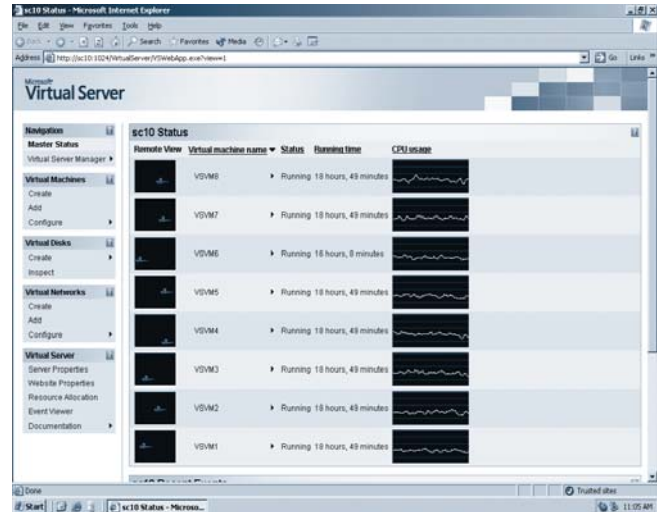 sc10 Status - Microsoft Internet Explorer
File Edit View Favorites Tools Help
Back Search Favorites Media
Address http://sc10:1024/VirtualServer/VSWebApp.exe?view=1 Go Links
Microsoft
Virtual Server
Navigation
Master Status
Virtual Server Manager
Virtual Machines
Create
Add
Configure
Virtual Disks
Create
Inspect
Virtual Networks
Create
Add
Configure
Virtual Server
Server Properties
Website Properties
Resource Allocation
Event Viewer
Documentation
sc10 Status
Remote View Virtual machine name Status Running time CPU usage
VSVM8 Running 18 hours, 49 minutes
VSVM7 Running 18 hours, 49 minutes
VSVM6 Running 16 hours, 8 minutes
VSVM5 Running 18 hours, 49 minutes
VSVM4 Running 18 hours, 49 minutes
VSVM3 Running 18 hours, 49 minutes
VSVM2 Running 18 hours, 49 minutes
VSVM1 Running 18 hours, 49 minutes
sc10 Recent Events
Done Trusted sites
Start sc10 Status - Microso... 11:05 AM